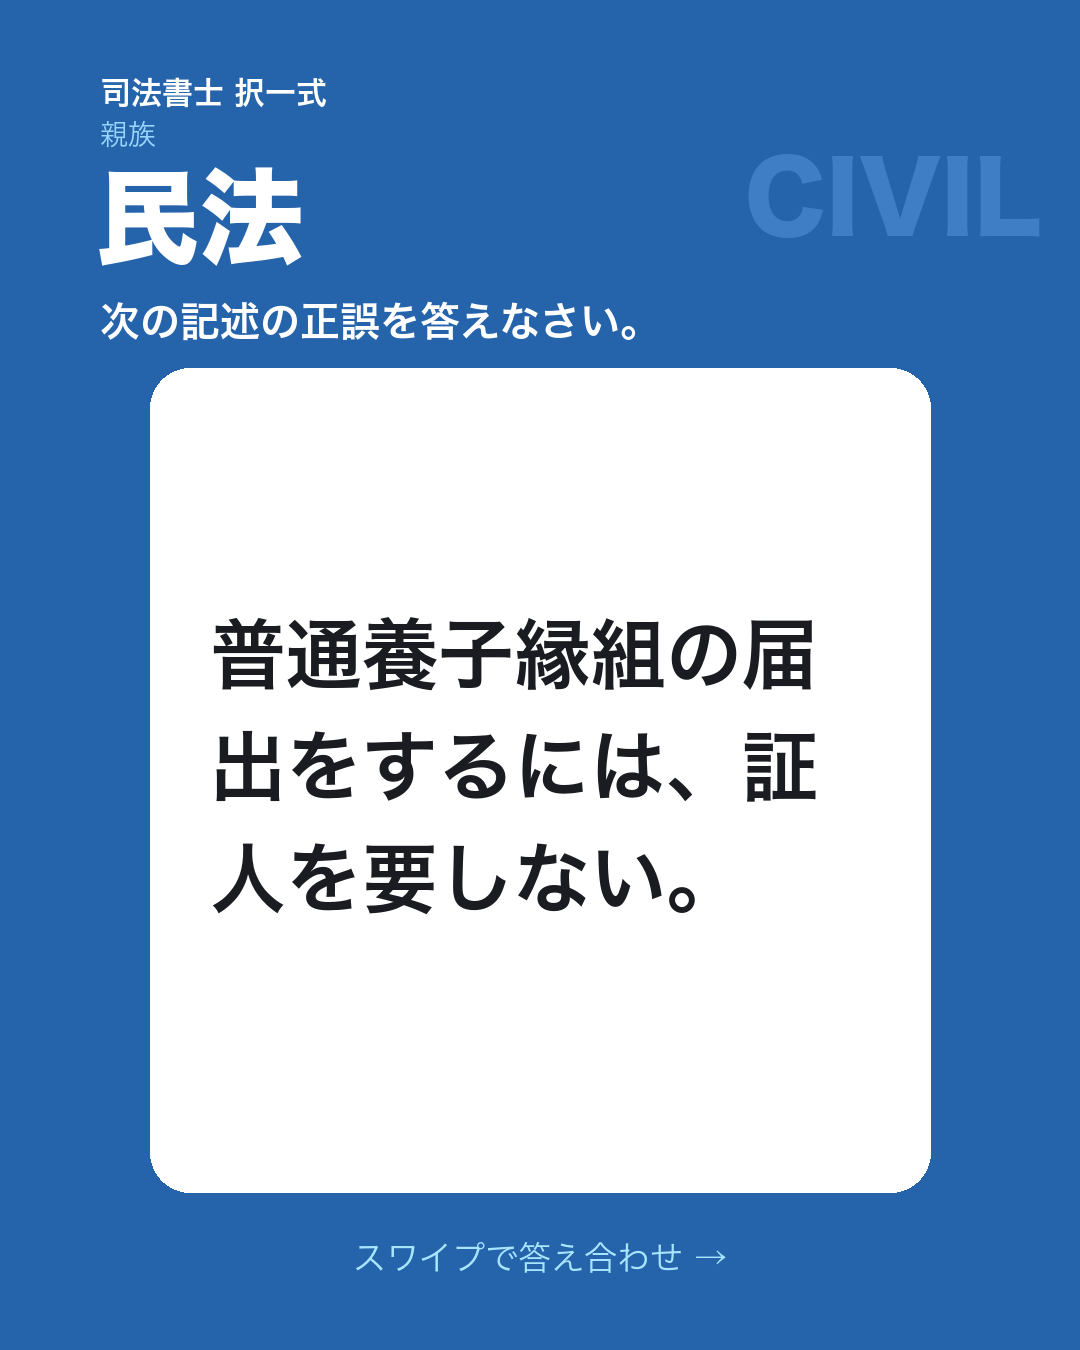 司法書士 択一式
親族
民法
CIVIL
次の記述の正誤を答えなさい。
普通養子縁組の届
出をするには、証
人を要しない。
スワイプで答え合わせ →